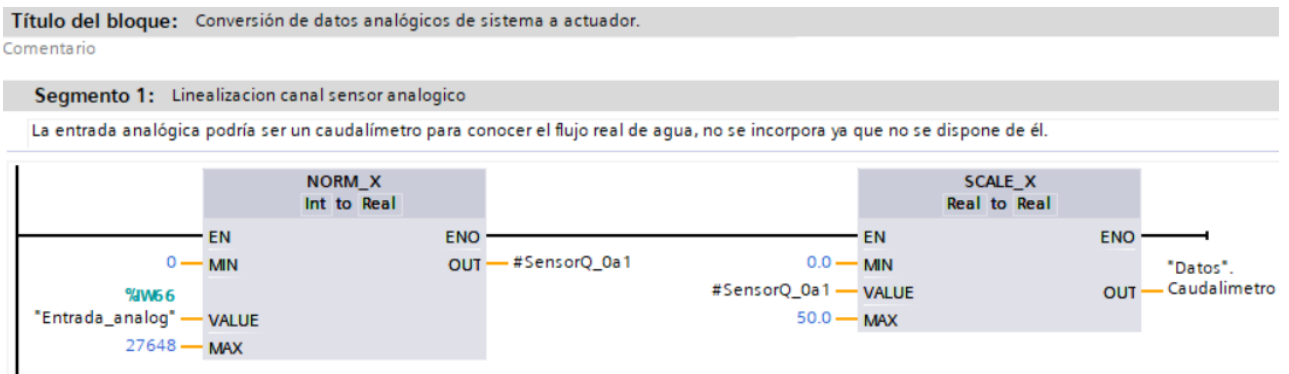 Título del bloque: Conversión de datos analógicos de sistema a actuador.
Comentario
Segmento 1: Linealizacion canal sensor analogico
La entrada analógica podría ser un caudalímetro para conocer el flujo real de agua, no se incorpora ya que no se dispone de él.
NORM_X
Int to Real
EN
ENO
0
MIN
OUT
#SensorQ_0a1
%IW66
"Entrada_analog"
VALUE
27648
MAX
SCALE_X
Real to Real
EN
ENO
0.0
MIN
#SensorQ_0a1
VALUE
OUT
"Datos".
Caudalimetro
50.0
MAX